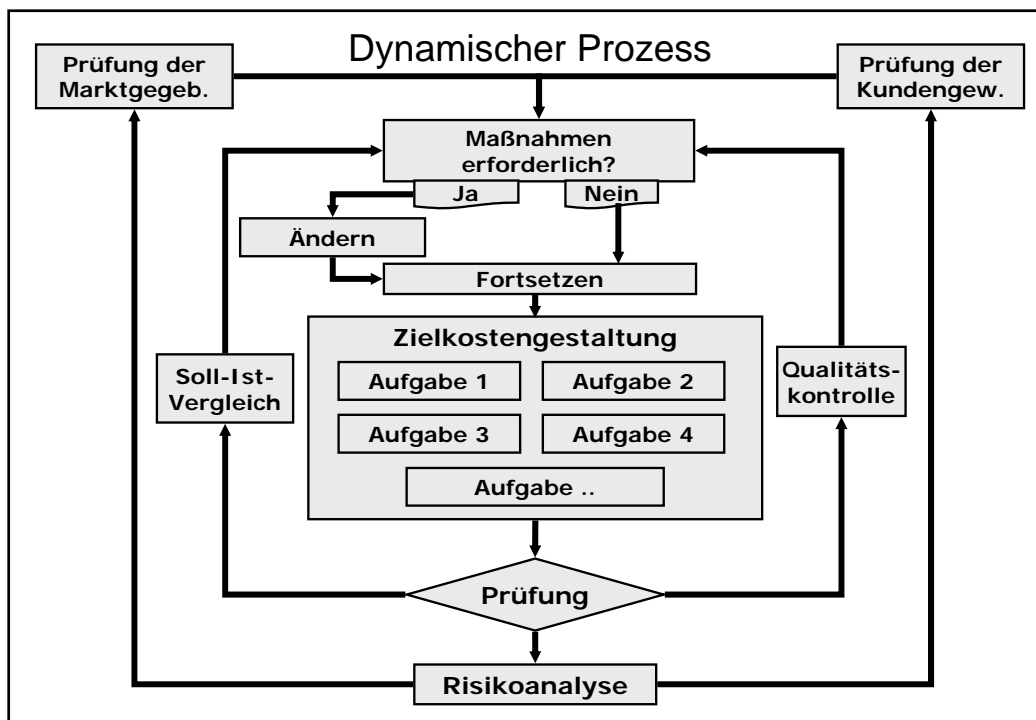 Dynamischer Prozess
Prüfung der
Marktgegeb.
Prüfung der
Kundengew.
Maßnahmen
erforderlich?
Ja
Nein
Ändern
Fortsetzen
Zielkostengestaltung
Soll-Ist-
Vergleich
Aufgabe 1
Aufgabe 2
Qualitäts-
kontrolle
Aufgabe 3
Aufgabe 4
Aufgabe ..
Prüfung
Risikoanalyse